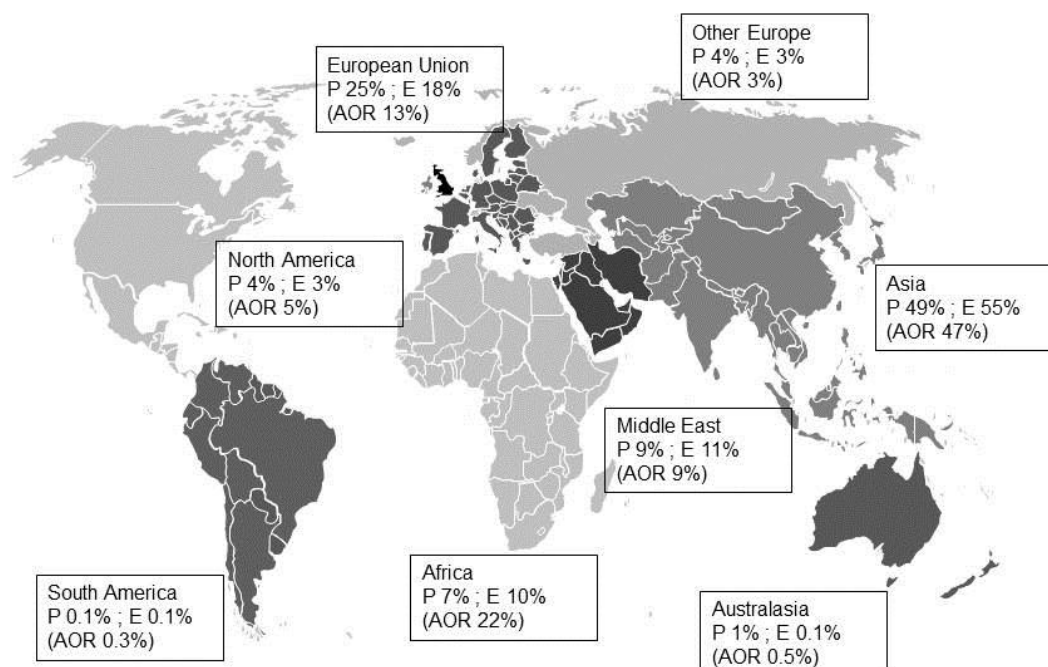 Other Europe
P 4% ; E 3%
(AOR 3%)
European Union
P 25% ; E 18%
(AOR 13%)
North America
P 4% ; E 3%
(AOR 5%)
Asia
P 49% ; E 55%
(AOR 47%)
Middle East
P 9% ; E 11%
(AOR 9%)
Africa
P 7% ; E 10%
(AOR 22%)
South America
P 0.1% ; E 0.1%
(AOR 0.3%)
Australasia
P 1% ; E 0.1%
(AOR 0.5%)